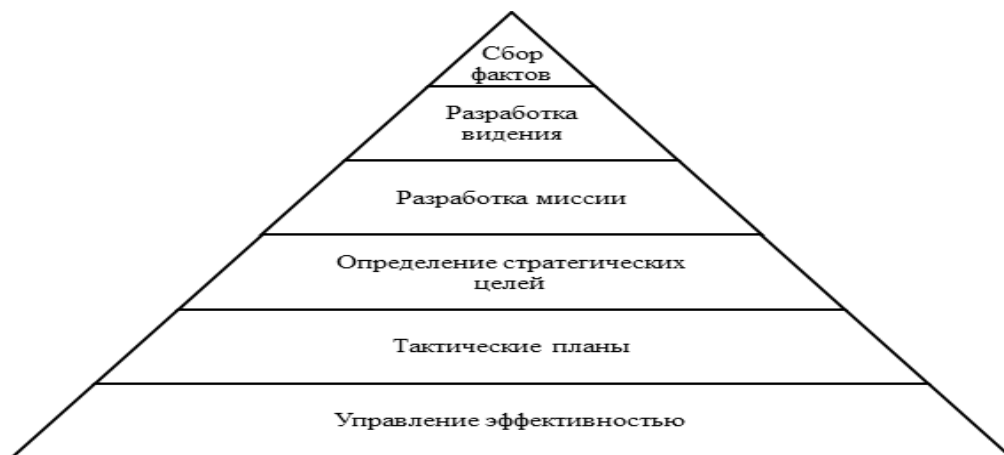 Сбор
фактов
Разработка
видения
Разработка миссии
Определение стратегических
целей
Тактические планы
Управление эффективностью